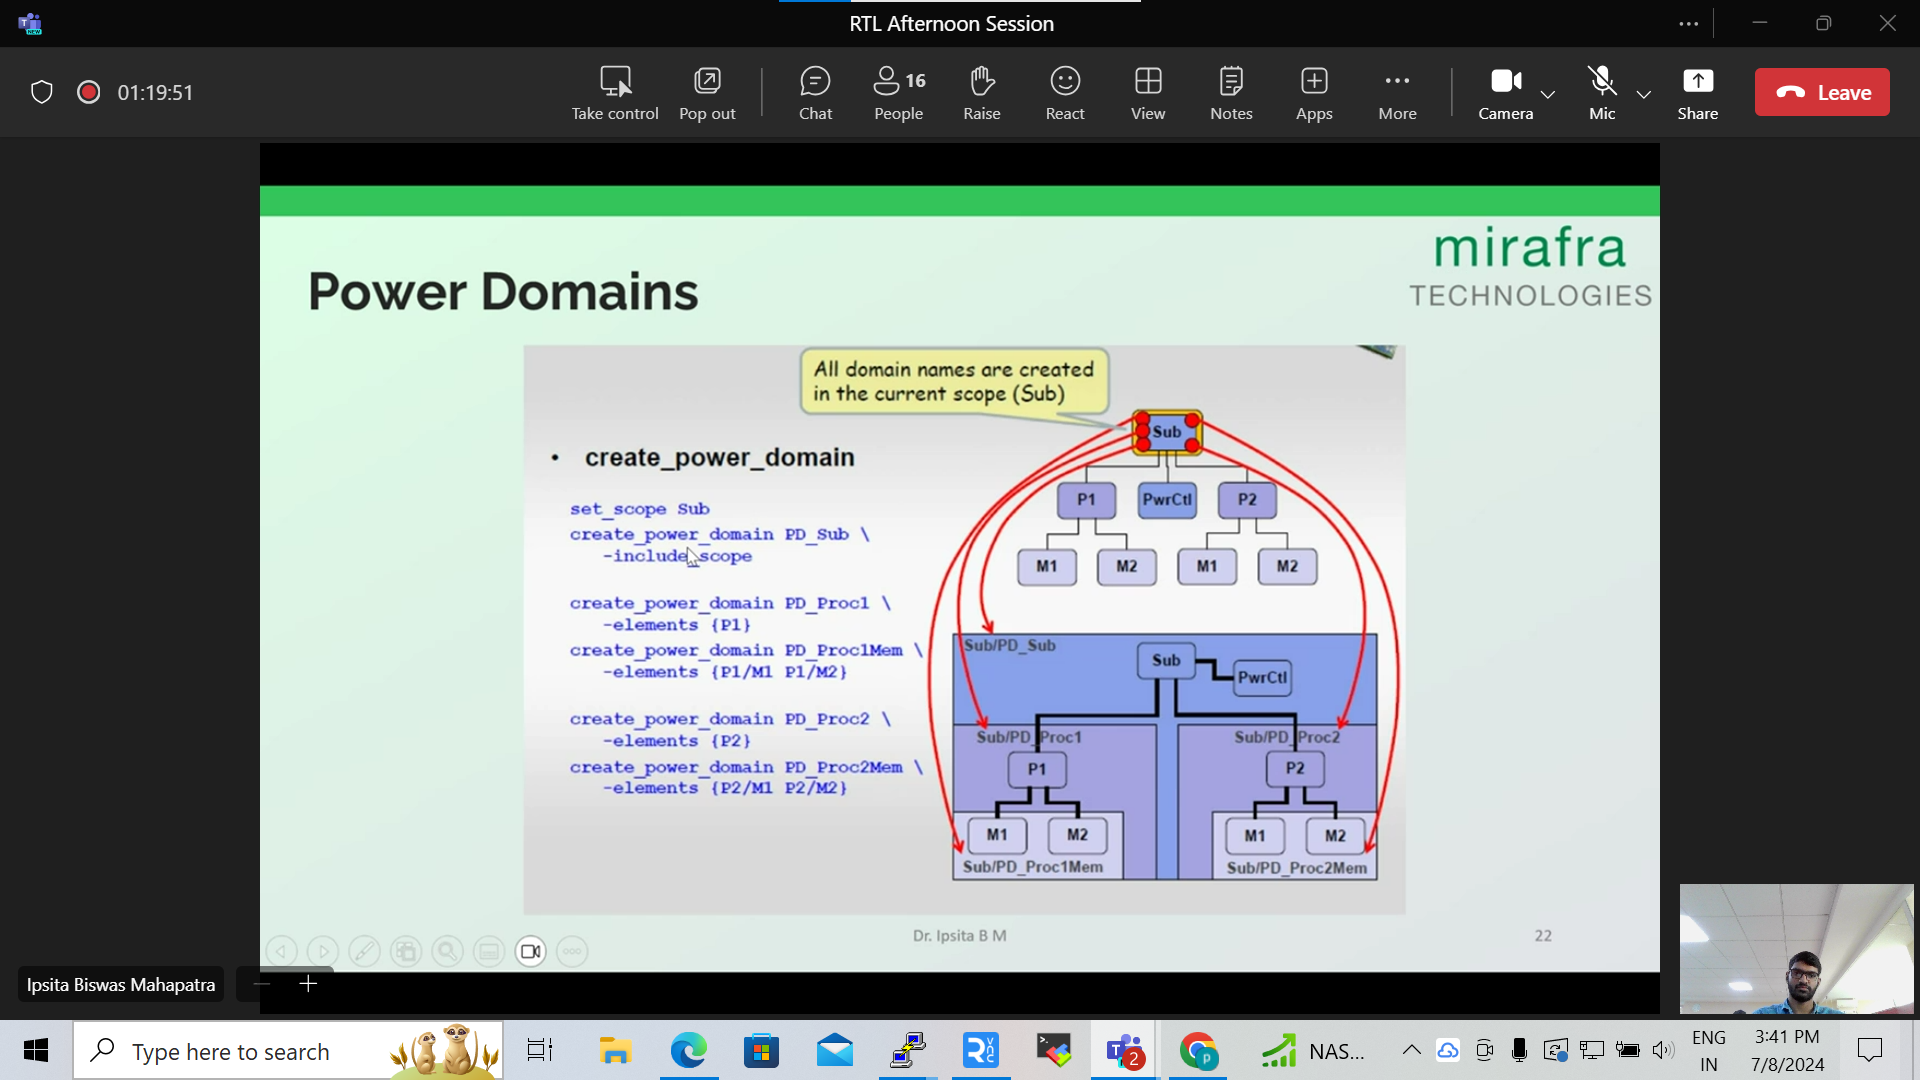 RTL Afternoon Session
01:19:51
Take control
Pop out
Chat
16
People
Raise
React
View
Notes
Apps
More
Camera
Mic
Share
Leave
mirafra
TECHNOLOGIES
Power Domains
All domain names are created
in the current scope (Sub)
• create_power_domain
set_scope Sub
create_power_domain PD_Sub \
-include_scope
create_power_domain PD_Proc1 \
-elements {P1}
create_power_domain PD_Proc1Mem \
-elements {P1/M1 P1/M2}
create_power_domain PD_Proc2 \
-elements {P2}
create_power_domain PD_Proc2Mem \
-elements {P2/M1 P2/M2}
Sub
P1 PwrCtl P2
M1 M2 M1 M2
Sub/PD_Sub
Sub
PwrCtl
Sub/PD_Proc1 Sub/PD_Proc2
P1 P2
M1 M2 M1 M2
Sub/PD_Proc1Mem Sub/PD_Proc2Mem
Dr. Ipsita B M
22
Ipsita Biswas Mahapatra
Type here to search
2
NAS...
ENG
IN
3:41 PM
7/8/2024